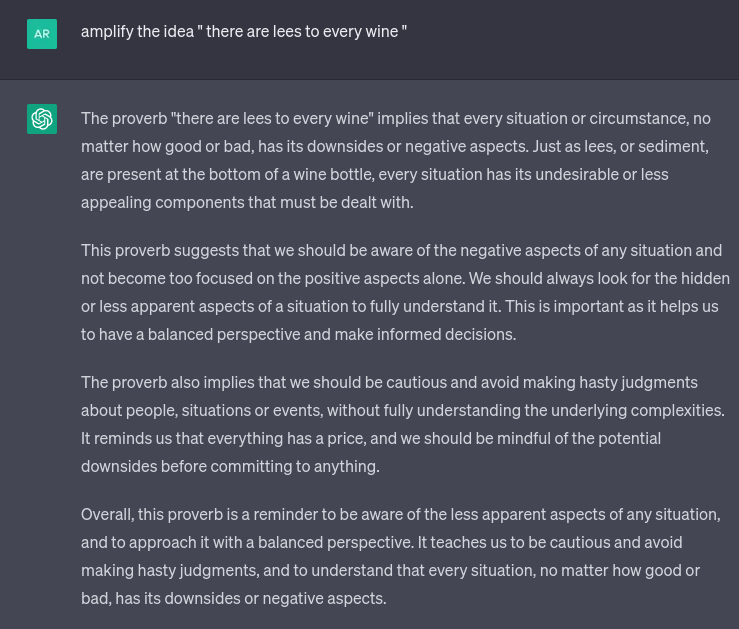 AR
amplify the idea " there are lees to every wine "
The proverb "there are lees to every wine" implies that every situation or circumstance, no
matter how good or bad, has its downsides or negative aspects. Just as lees, or sediment,
are present at the bottom of a wine bottle, every situation has its undesirable or less
appealing components that must be dealt with.
This proverb suggests that we should be aware of the negative aspects of any situation and
not become too focused on the positive aspects alone. We should always look for the hidden
or less apparent aspects of a situation to fully understand it. This is important as it helps us
to have a balanced perspective and make informed decisions.
The proverb also implies that we should be cautious and avoid making hasty judgments
about people, situations or events, without fully understanding the underlying complexities.
It reminds us that everything has a price, and we should be mindful of the potential
downsides before committing to anything.
Overall, this proverb is a reminder to be aware of the less apparent aspects of any situation,
and to approach it with a balanced perspective. It teaches us to be cautious and avoid
making hasty judgments, and to understand that every situation, no matter how good or
bad, has its downsides or negative aspects.